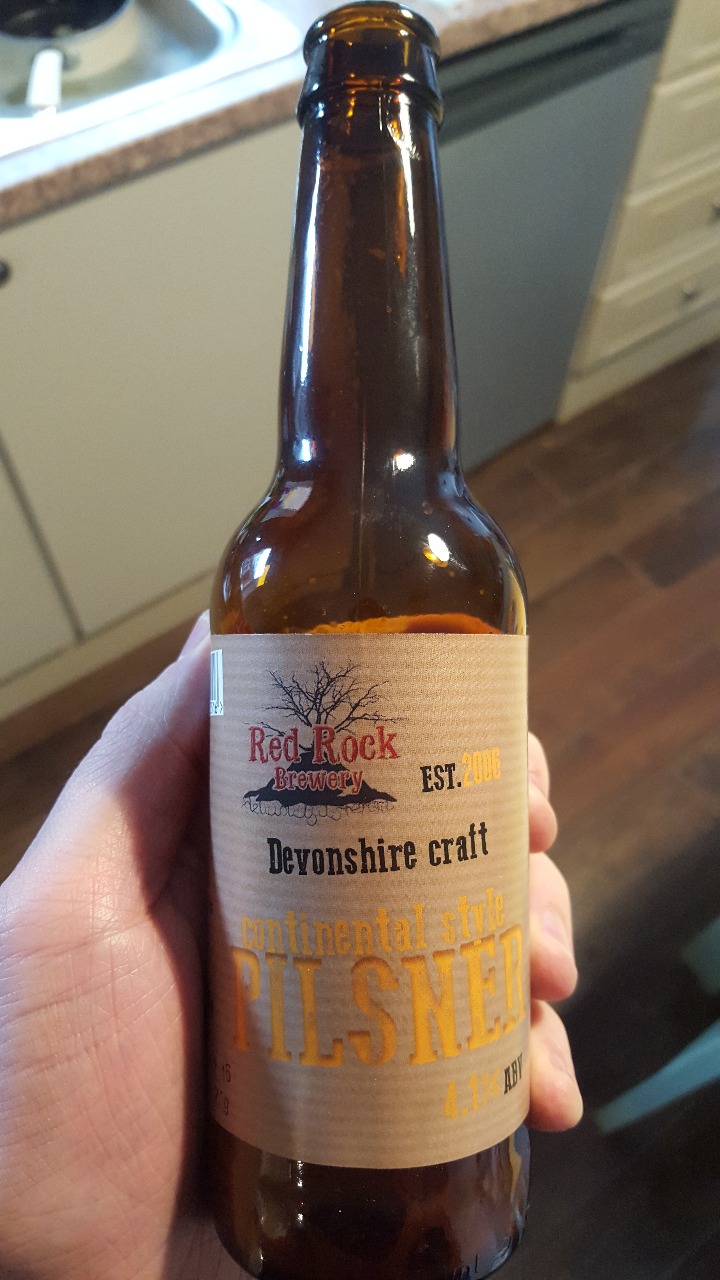 Red Rock
Brewery
EST.2006
Devonshire craft
continental style
PILSNER
4.1% ABV